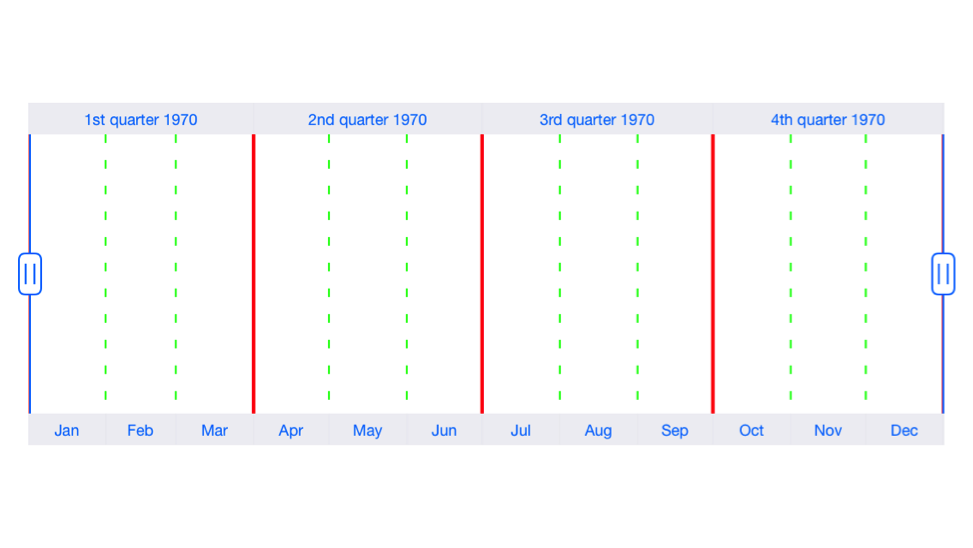 1st quarter 1970 2nd quarter 1970 3rd quarter 1970 4th quarter 1970
Jan Feb Mar Apr May Jun Jul Aug Sep Oct Nov Dec